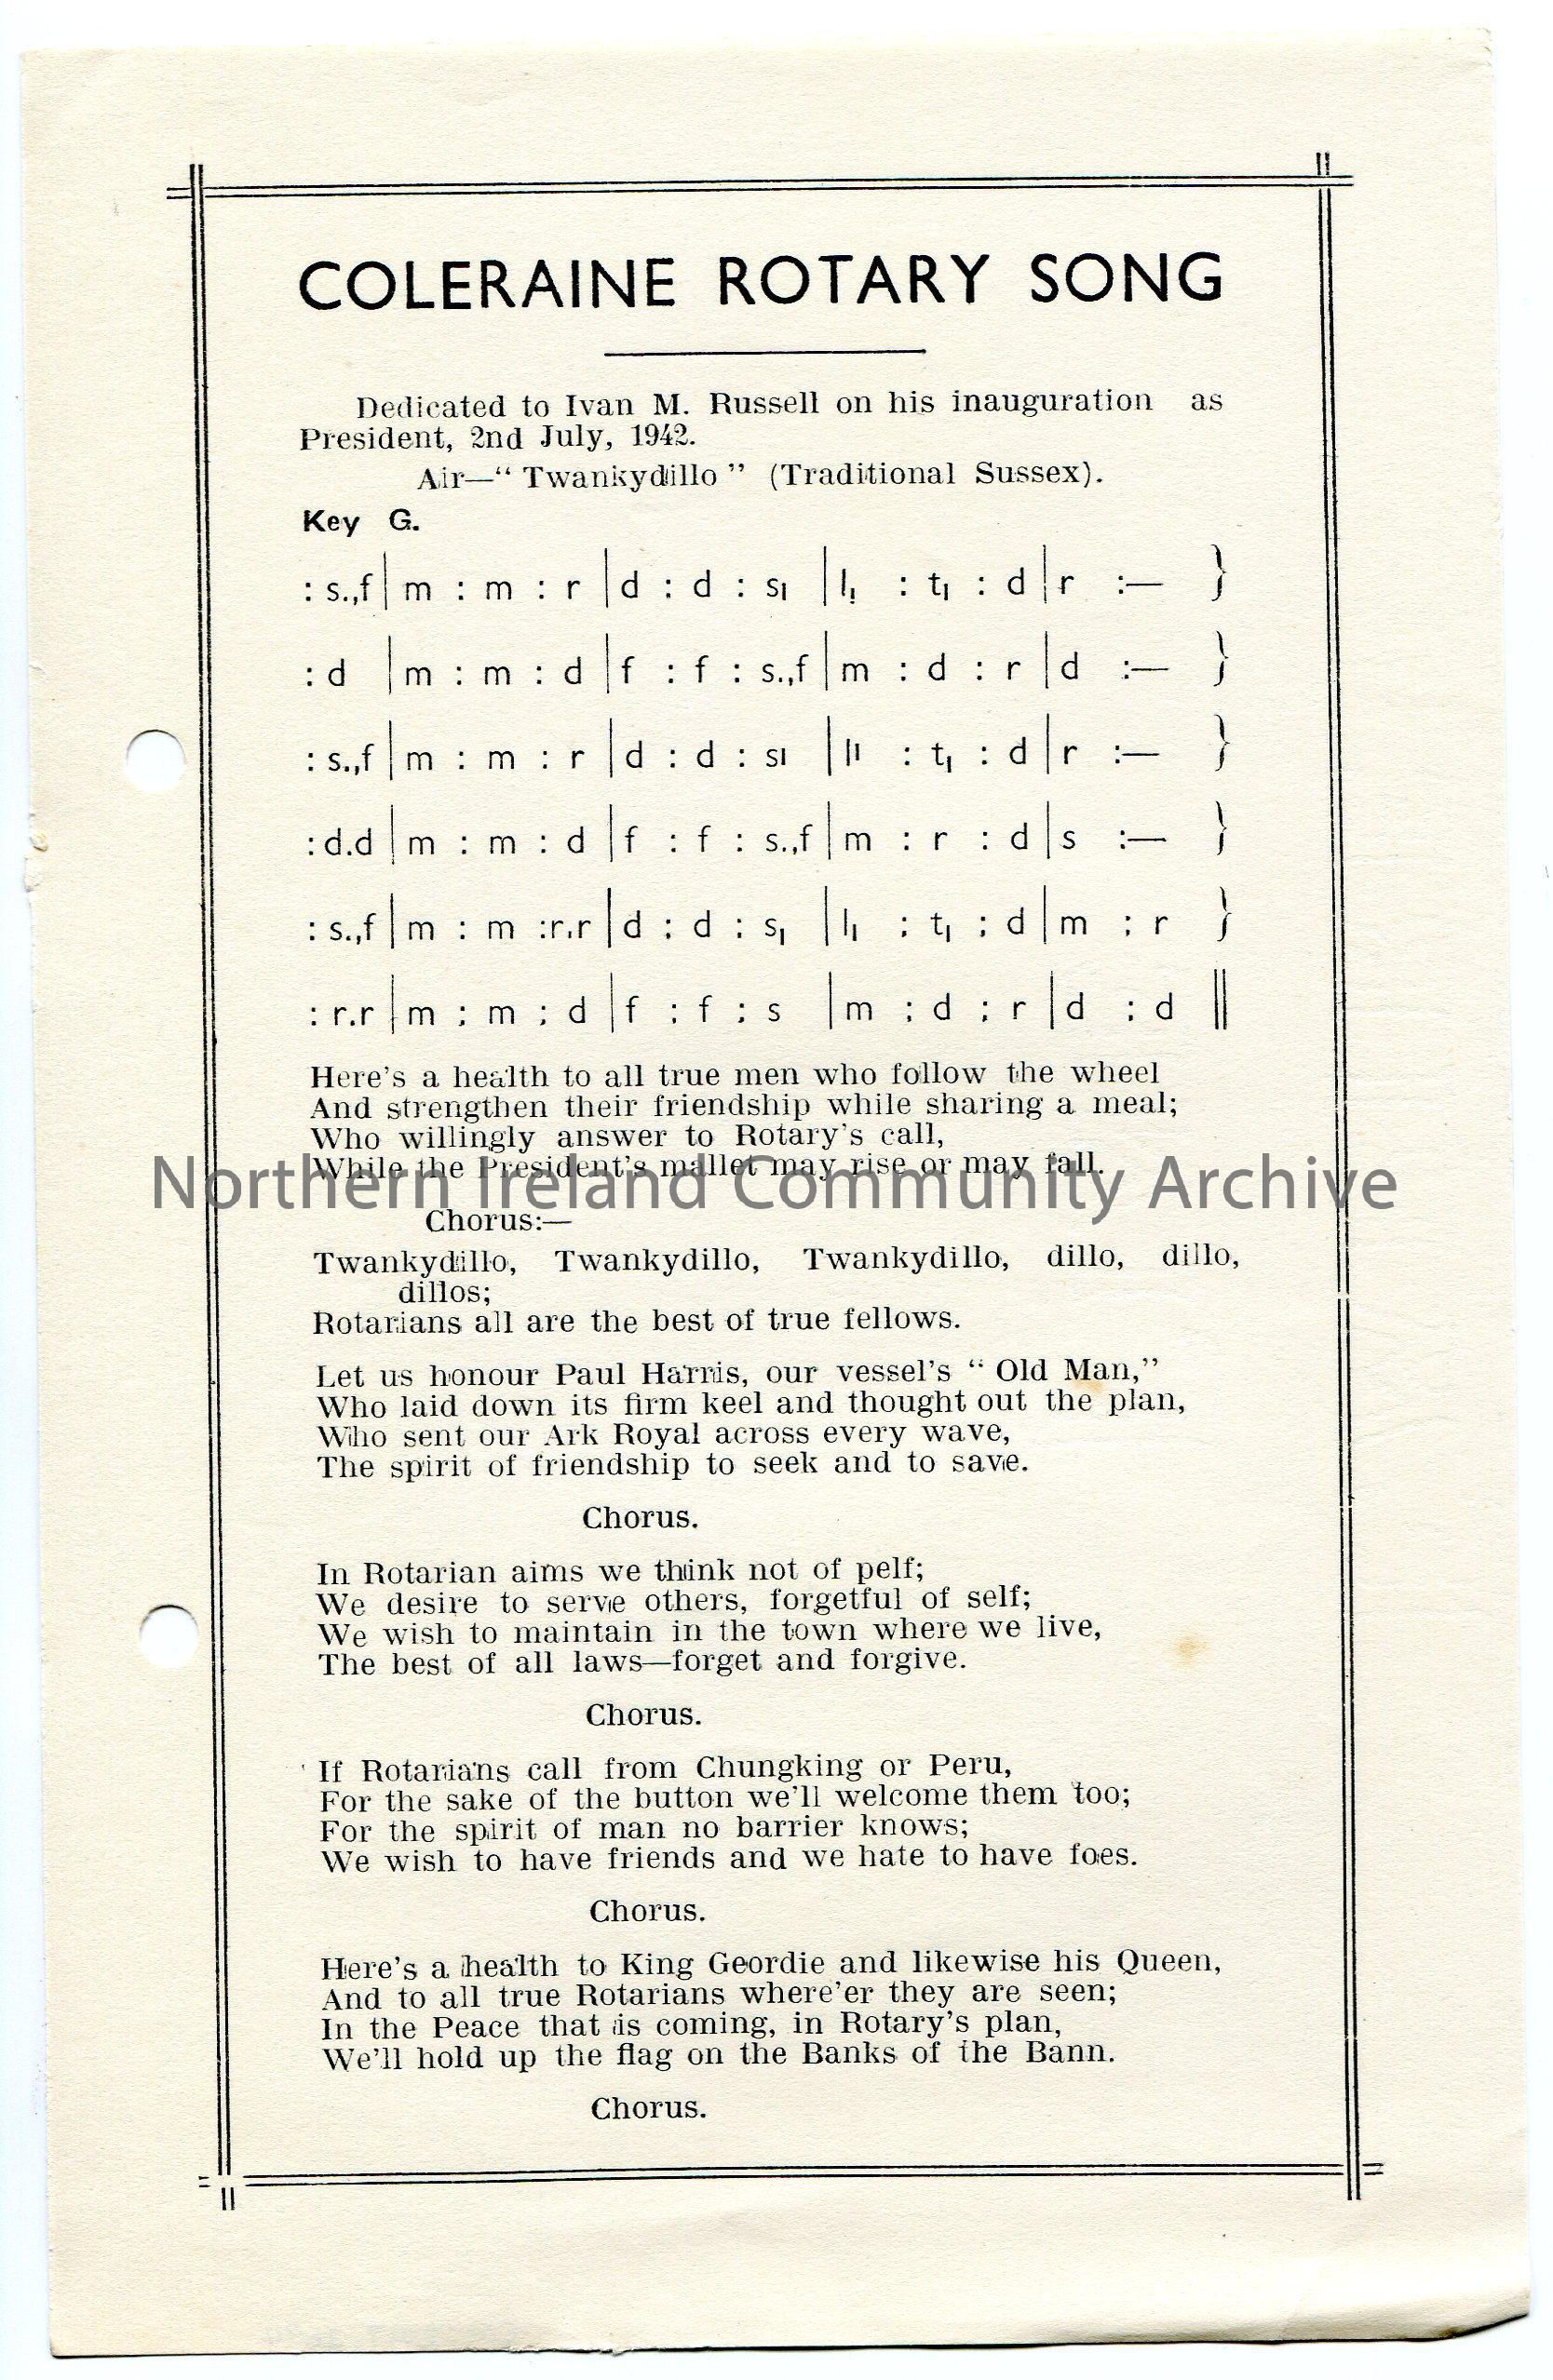 COLERAINE ROTARY SONG
Dedicated to Ivan M. Russell on his inauguration as
President, 2nd July, 1942.
Air—“ Twankydillo ” (Traditional Sussex).
Key G.
: s.,f | m : m : r | d : d : s₁ | l₁ : t₁ : d | r :— }
: d | m : m : d | f : f : s.,f | m : d : r | d :— }
: s.,f | m : m : r | d : d : s₁ | l₁ : t₁ : d | r :— }
: d.d | m : m : d | f : f : s.,f | m : r : d | s :— }
: s.,f | m : m :r.r | d : d : s₁ | l₁ : t₁ : d | m : r }
: r.r | m : m : d | f : f : s | m : d : r | d : d ||
Here's a health to all true men who follow the wheel
And strengthen their friendship while sharing a meal;
Who willingly answer to Rotary's call,
While the President's mallet may rise or may fall.
Northern Ireland Community Archive
Chorus:—
Twankydillo, Twankydillo, Twankydillo, dillo, dillo,
dillos;
Rotarians all are the best of true fellows.
Let us honour Paul Harris, our vessel's “ Old Man,”
Who laid down its firm keel and thought out the plan,
Who sent our Ark Royal across every wave,
The spirit of friendship to seek and to save.
Chorus.
In Rotarian aims we think not of pelf;
We desire to serve others, forgetful of self;
We wish to maintain in the town where we live,
The best of all laws—forget and forgive.
Chorus.
If Rotarians call from Chungking or Peru,
For the sake of the button we'll welcome them too;
For the spirit of man no barrier knows;
We wish to have friends and we hate to have foes.
Chorus.
Here's a health to King Geordie and likewise his Queen,
And to all true Rotarians where'er they are seen;
In the Peace that is coming, in Rotary's plan,
We'll hold up the flag on the Banks of the Bann.
Chorus.